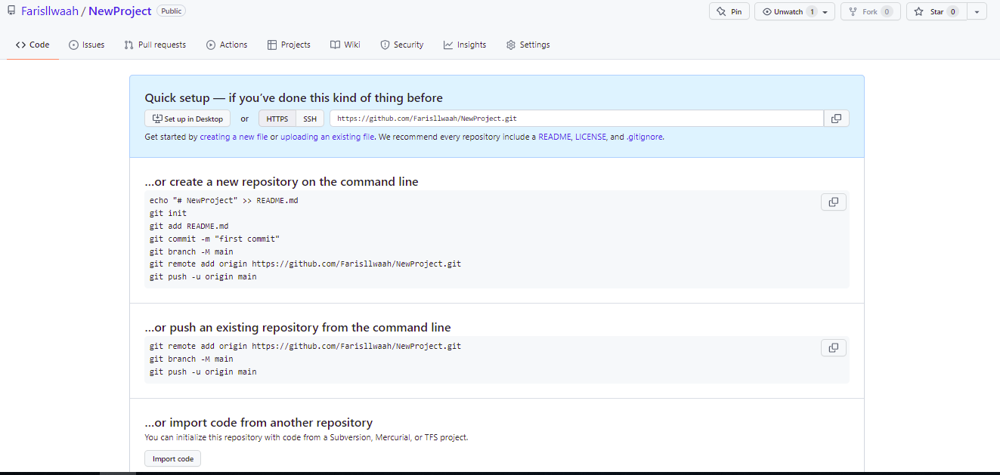 Farisllwaah / NewProject Public Pin Unwatch 1 Fork 0 Star 0
Code Issues Pull requests Actions Projects Wiki Security Insights Settings
Quick setup — if you’ve done this kind of thing before
Set up in Desktop or HTTPS SSH https://github.com/Farisllwaah/NewProject.git
Get started by creating a new file or uploading an existing file. We recommend every repository include a README, LICENSE, and .gitignore.
…or create a new repository on the command line
echo "# NewProject" >> README.md
git init
git add README.md
git commit -m "first commit"
git branch -M main
git remote add origin https://github.com/Farisllwaah/NewProject.git
git push -u origin main
…or push an existing repository from the command line
git remote add origin https://github.com/Farisllwaah/NewProject.git
git branch -M main
git push -u origin main
…or import code from another repository
You can initialize this repository with code from a Subversion, Mercurial, or TFS project.
Import code